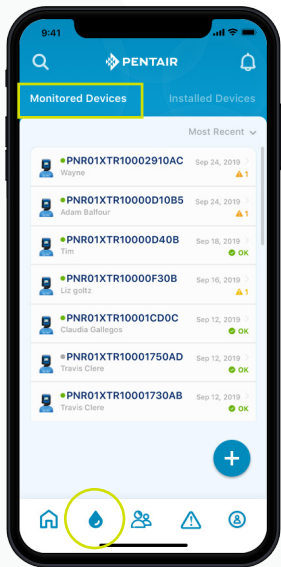 9:41
PENTAIR
Monitored Devices Installed Devices
Most Recent
PNR01XTR10002910AC Sep 24, 2019
Wayne 1
PNR01XTR10000D10B5 Sep 24, 2019
Adam Balfour 1
PNR01XTR10000D40B Sep 18, 2019
Tim OK
PNR01XTR10000F30B Sep 16, 2019
Liz goltz 1
PNR01XTR10001CD0C Sep 12, 2019
Claudia Gallegos OK
PNR01XTR10001750AD Sep 12, 2019
Travis Clere OK
PNR01XTR10001730AB Sep 12, 2019
Travis Clere OK